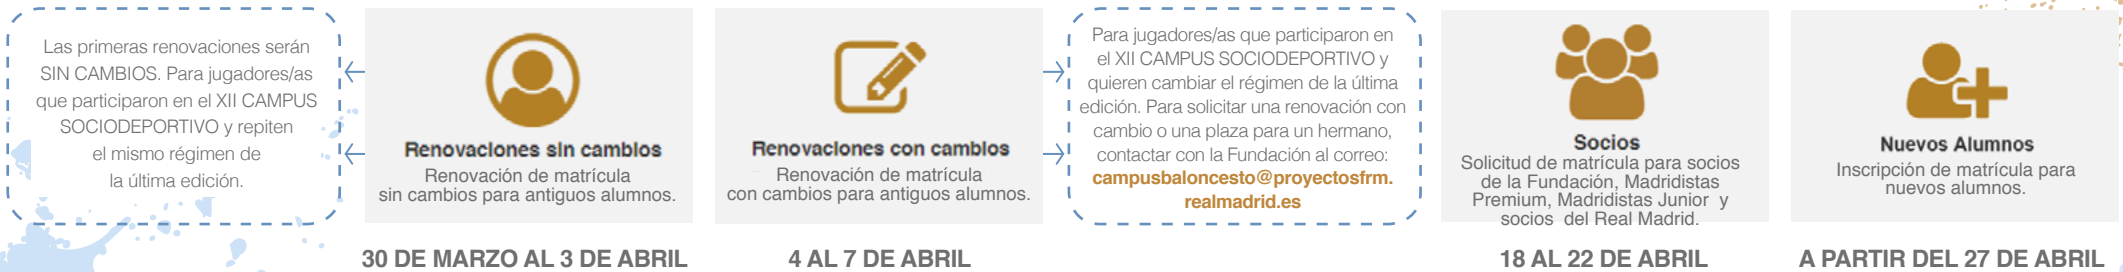 Las primeras renovaciones serán
SIN CAMBIOS. Para jugadores/as
que participaron en el XII CAMPUS
SOCIODEPORTIVO y repiten
el mismo régimen de
la última edición.
Renovaciones sin cambios
Renovación de matrícula
sin cambios para antiguos alumnos.
30 DE MARZO AL 3 DE ABRIL
Renovaciones con cambios
Renovación de matrícula
con cambios para antiguos alumnos.
4 AL 7 DE ABRIL
Para jugadores/as que participaron en
el XII CAMPUS SOCIODEPORTIVO y
quieren cambiar el régimen de la última
edición. Para solicitar una renovación con
cambio o una plaza para un hermano,
contactar con la Fundación al correo:
campusbaloncesto@proyectosfrm.
realmadrid.es
Socios
Solicitud de matrícula para socios
de la Fundación, Madridistas
Premium, Madridistas Junior y
socios del Real Madrid.
18 AL 22 DE ABRIL
Nuevos Alumnos
Inscripción de matrícula para
nuevos alumnos.
A PARTIR DEL 27 DE ABRIL